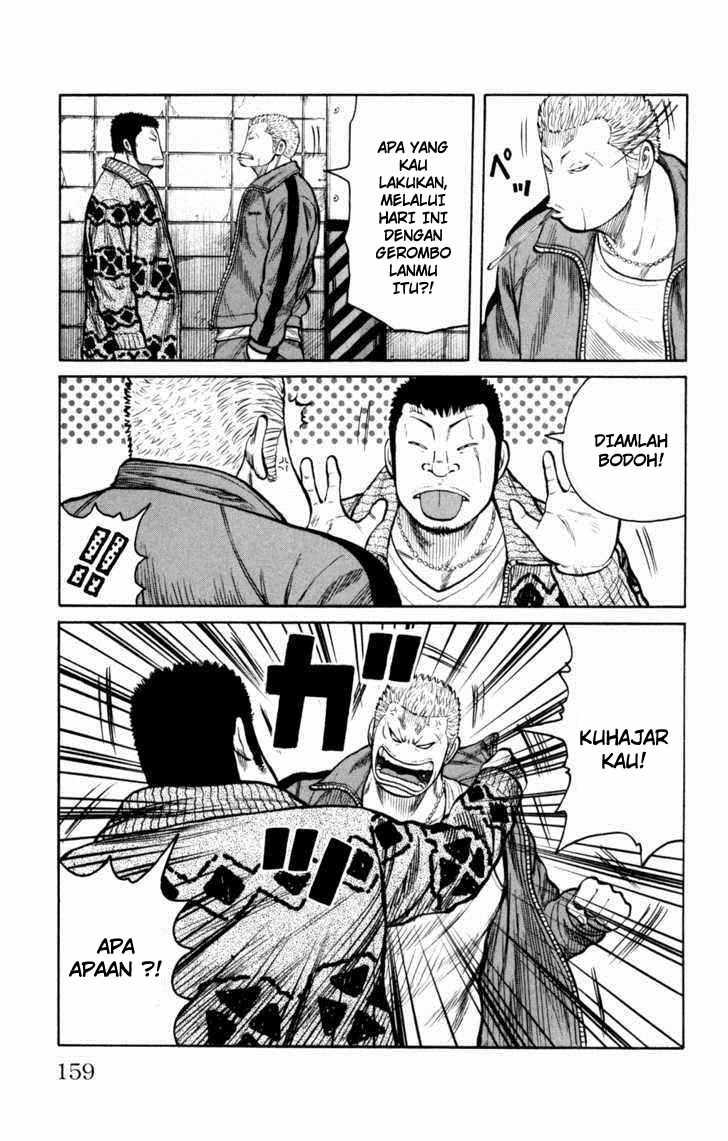 ペッ
APA YANG
KAU
LAKUKAN,
MELALUI
HARI INI
DENGAN
GEROMBO
LANMU
ITU?!
DIAMLAH
BODOH!
ガッ
KUHAJAR
KAU!
APA
APAAN ?!
159